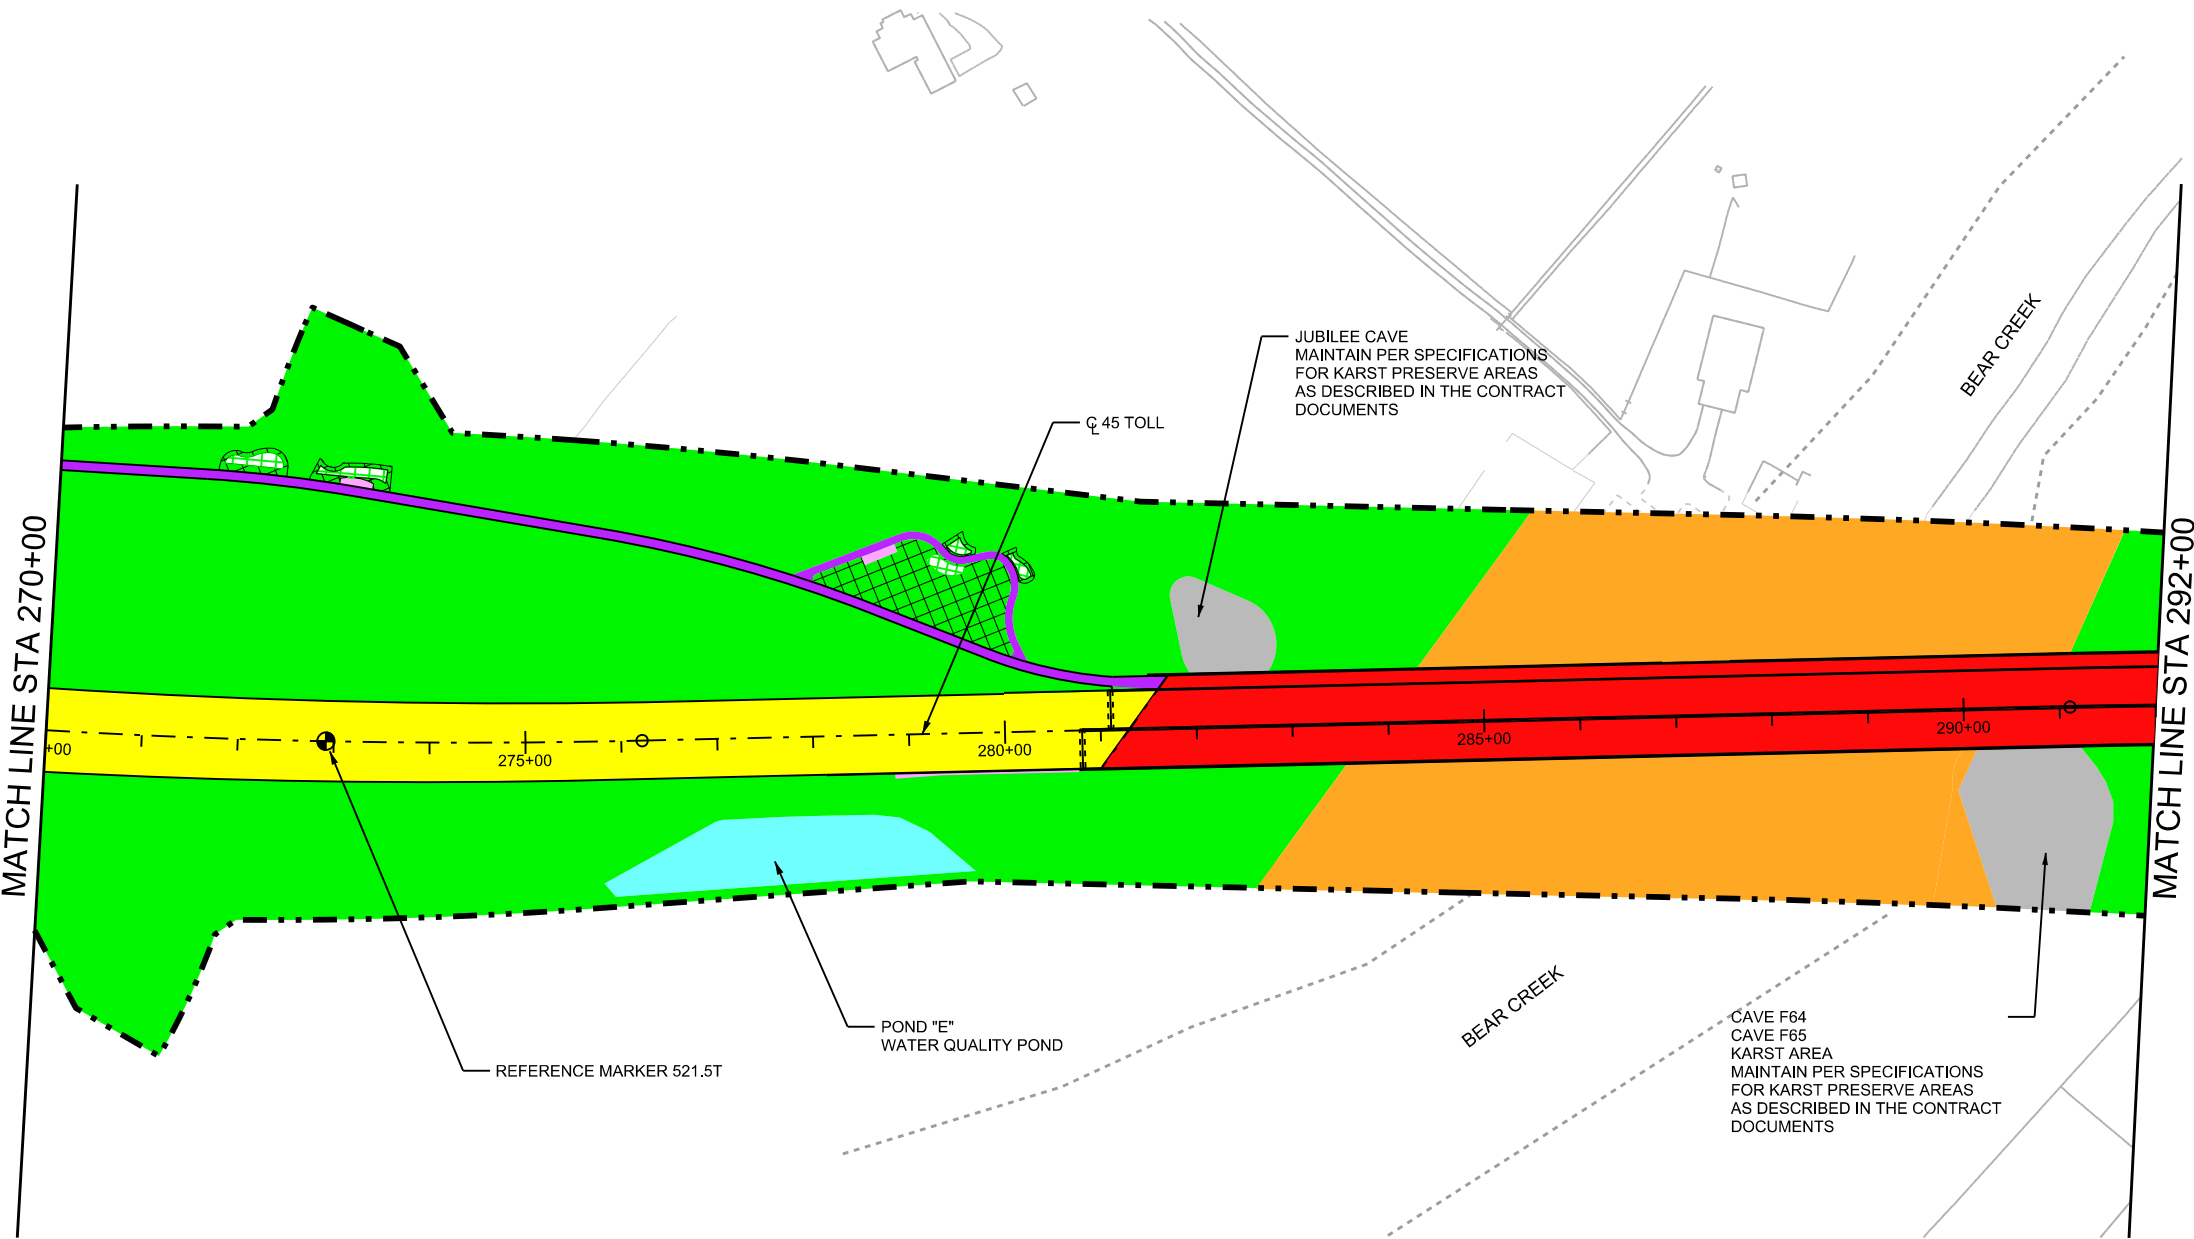 JUBILEE CAVE
MAINTAIN PER SPECIFICATIONS
FOR KARST PRESERVE AREAS
AS DESCRIBED IN THE CONTRACT
DOCUMENTS
℄ 45 TOLL
BEAR CREEK
MATCH LINE STA 270+00
MATCH LINE STA 292+00
+00
275+00
280+00
285+00
290+00
REFERENCE MARKER 521.5T
POND "E"
WATER QUALITY POND
BEAR CREEK
CAVE F64
CAVE F65
KARST AREA
MAINTAIN PER SPECIFICATIONS
FOR KARST PRESERVE AREAS
AS DESCRIBED IN THE CONTRACT
DOCUMENTS